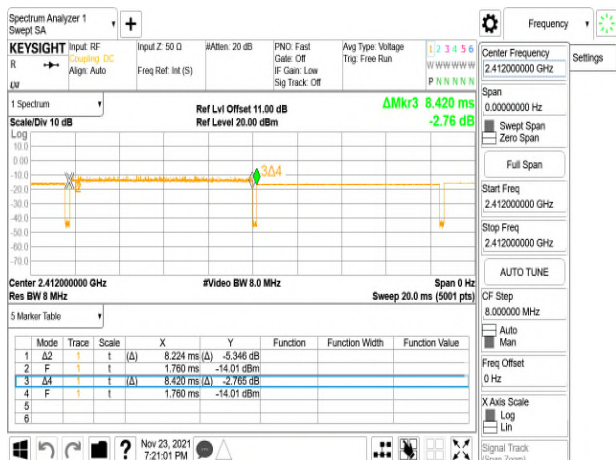 Spectrum Analyzer 1
Swept SA
+
Frequency
KEYSIGHT
Input: RF
Input Z: 50 Ω
#Atten: 20 dB
PNO: Fast
Avg Type: Voltage
1 2 3 4 5 6
R
Coupling: DC
Gate: Off
Trig: Free Run
W W W W W W
Align: Auto
Freq Ref: Int (S)
IF Gain: Low
Sig Track: Off
P N N N N N
1 Spectrum
Scale/Div 10 dB
Ref Lvl Offset 11.00 dB
Ref Level 20.00 dBm
ΔMkr3 8.420 ms
-2.76 dB
Log
10.0
0.00
-10.0
-20.0
-30.0
-40.0
-50.0
-60.0
-70.0
3Δ4
Center 2.412000000 GHz
#Video BW 8.0 MHz
Span 0 Hz
Res BW 8 MHz
Sweep 20.0 ms (5001 pts)
5 Marker Table
Mode Trace Scale X Y Function Function Width Function Value
1 Δ2 1 t (Δ) 8.224 ms (Δ) -5.346 dB
2 F 1 t 1.760 ms -14.01 dBm
3 Δ4 1 t (Δ) 8.420 ms (Δ) -2.765 dB
4 F 1 t 1.760 ms -14.01 dBm
5
6
?
Nov 23, 2021
7:21:01 PM
Center Frequency
2.412000000 GHz
Settings
Span
0.00000000 Hz
Swept Span
Zero Span
Full Span
Start Freq
2.412000000 GHz
Stop Freq
2.412000000 GHz
AUTO TUNE
CF Step
8.000000 MHz
Auto
Man
Freq Offset
0 Hz
X Axis Scale
Log
Lin
Signal Track
(Span Zoom)